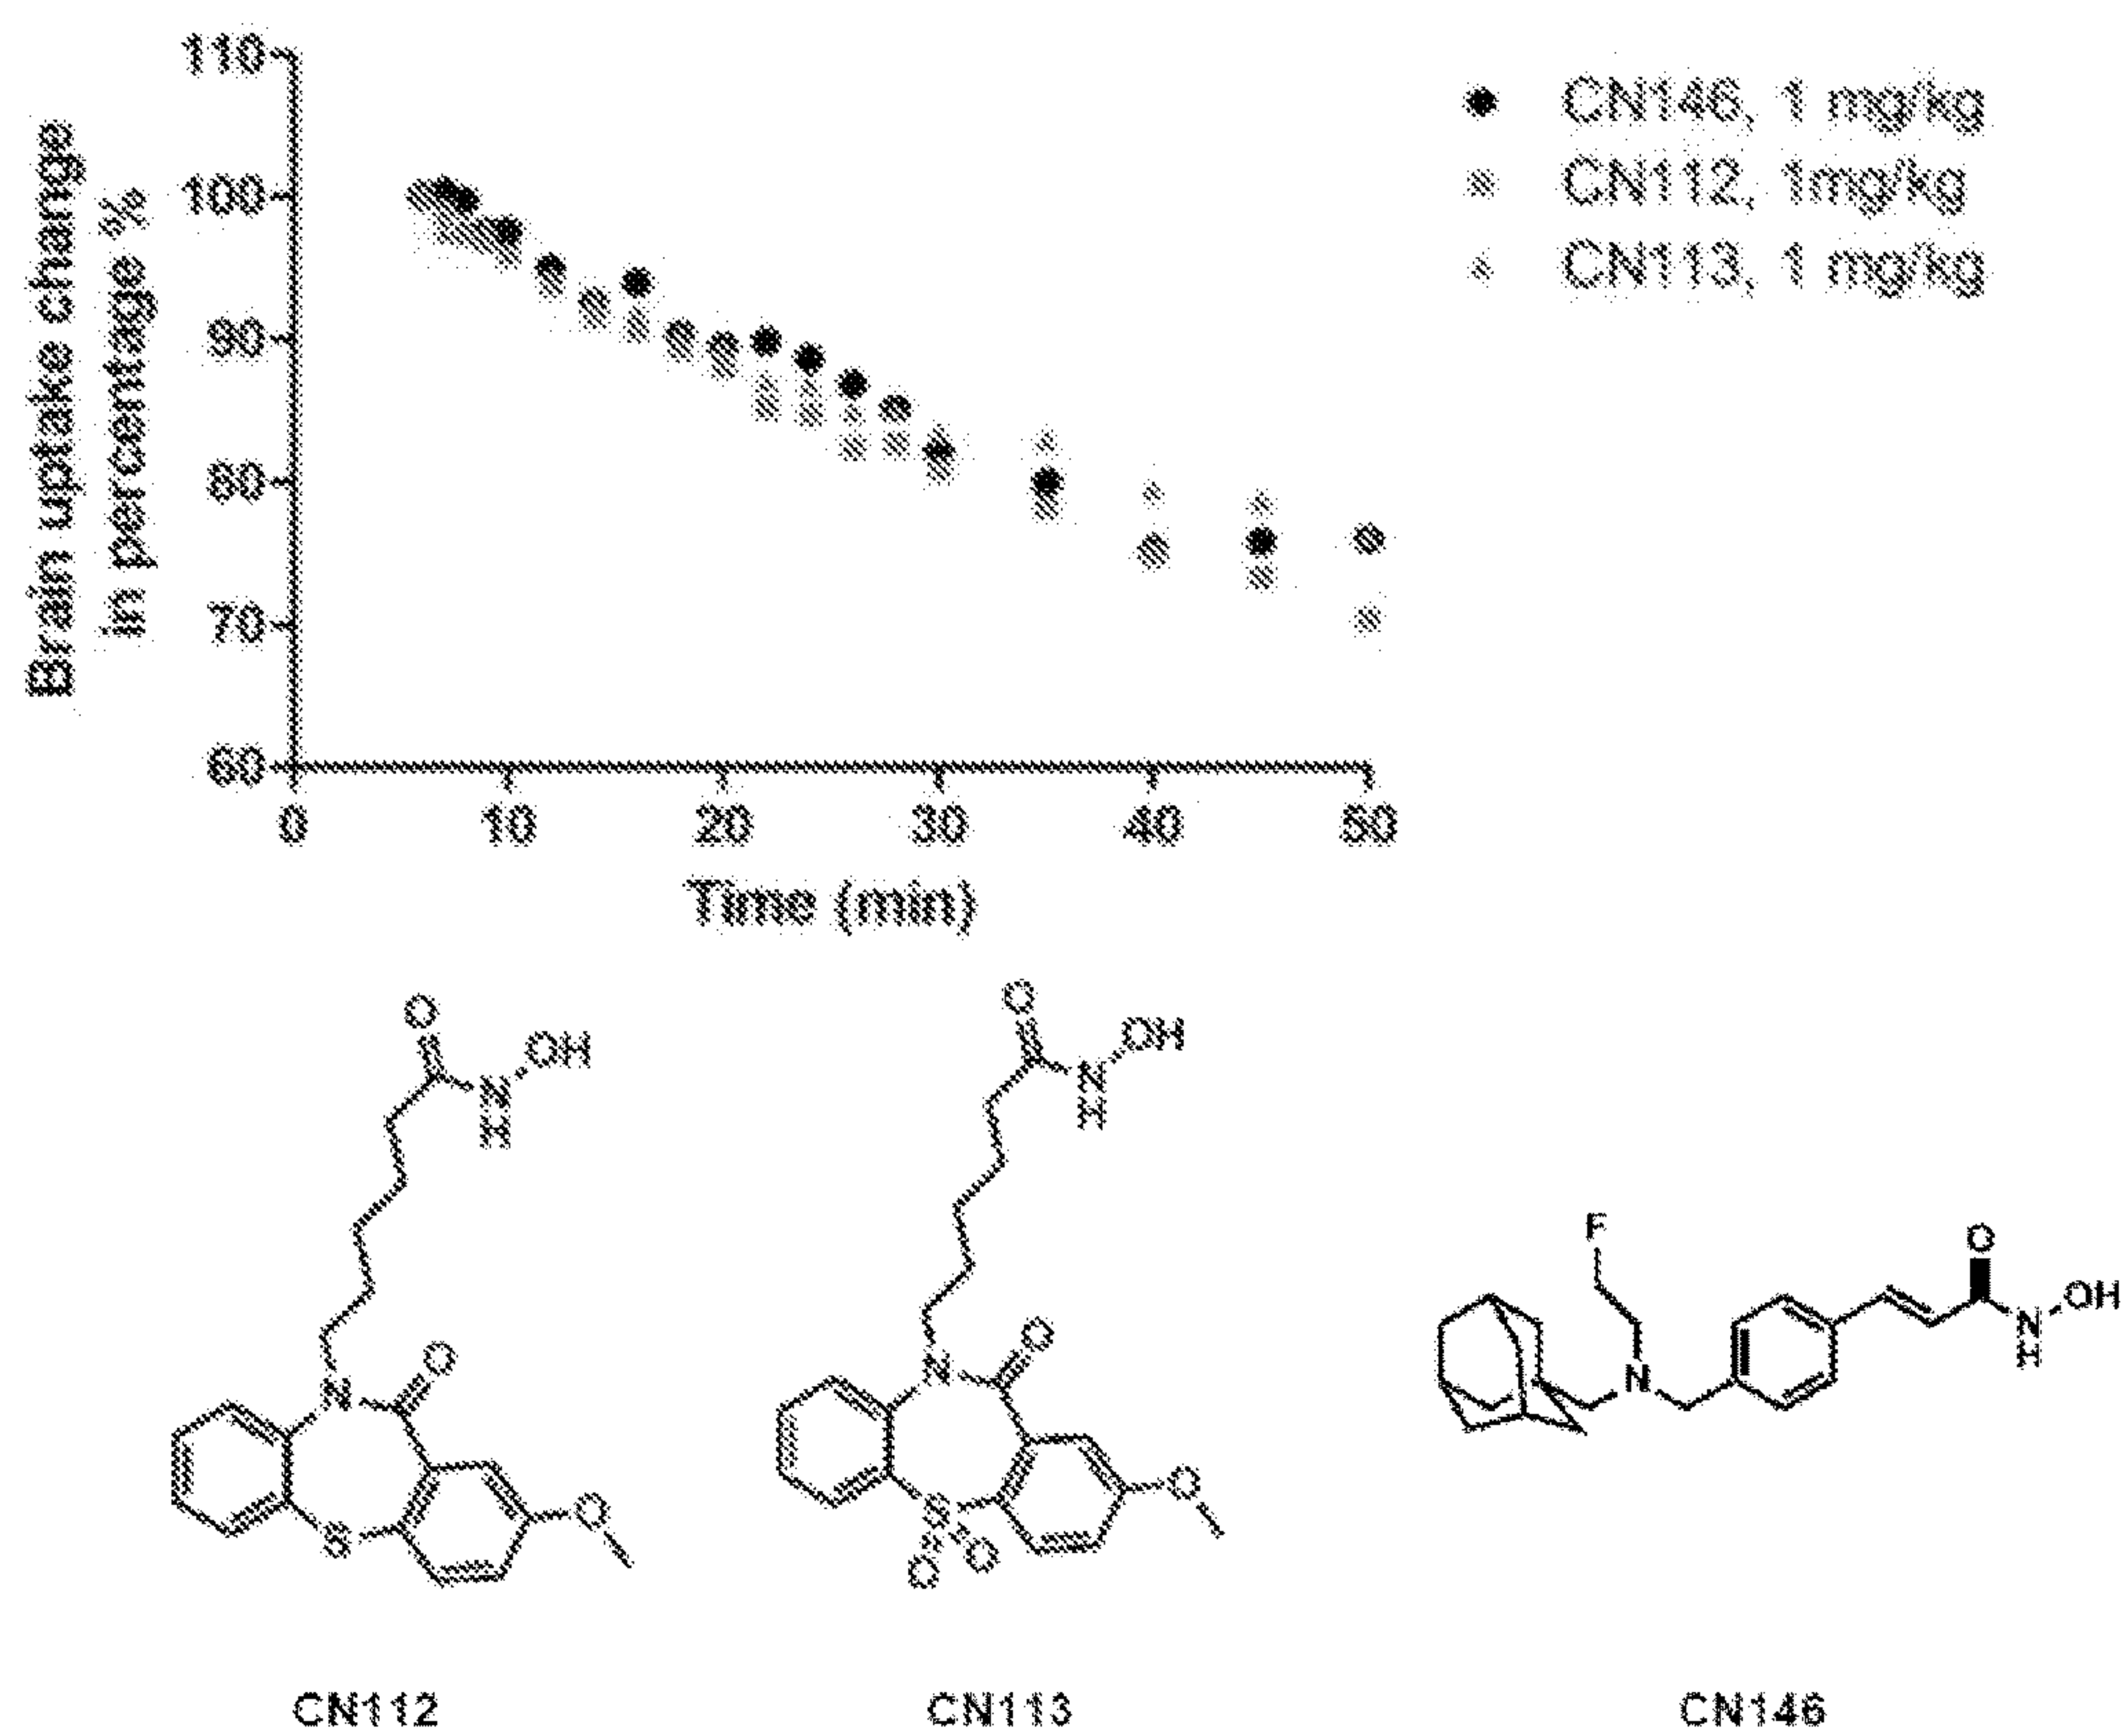 110
100
90
80
70
60
Brain uptake change
in percentage %
0 10 20 30 40 50
Time (min)
CN146, 1 mg/kg
CN112, 1mg/kg
CN113, 1 mg/kg
O
OH
N
H
N
O
S
O
O
OH
N
H
N
O
S
O
O
O
F
N
O
OH
N
H
CN112
CN113
CN146